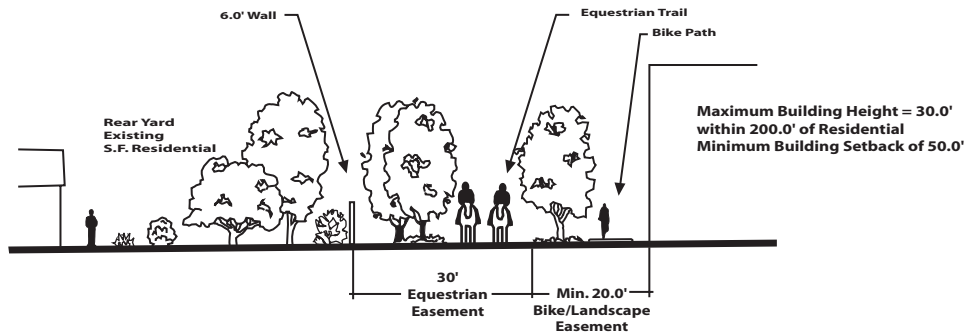 6.0' Wall
Equestrian Trail
Bike Path
Rear Yard
Existing
S.F. Residential
Maximum Building Height = 30.0'
within 200.0' of Residential
Minimum Building Setback of 50.0'
30'
Equestrian
Easement
Min. 20.0'
Bike/Landscape
Easement